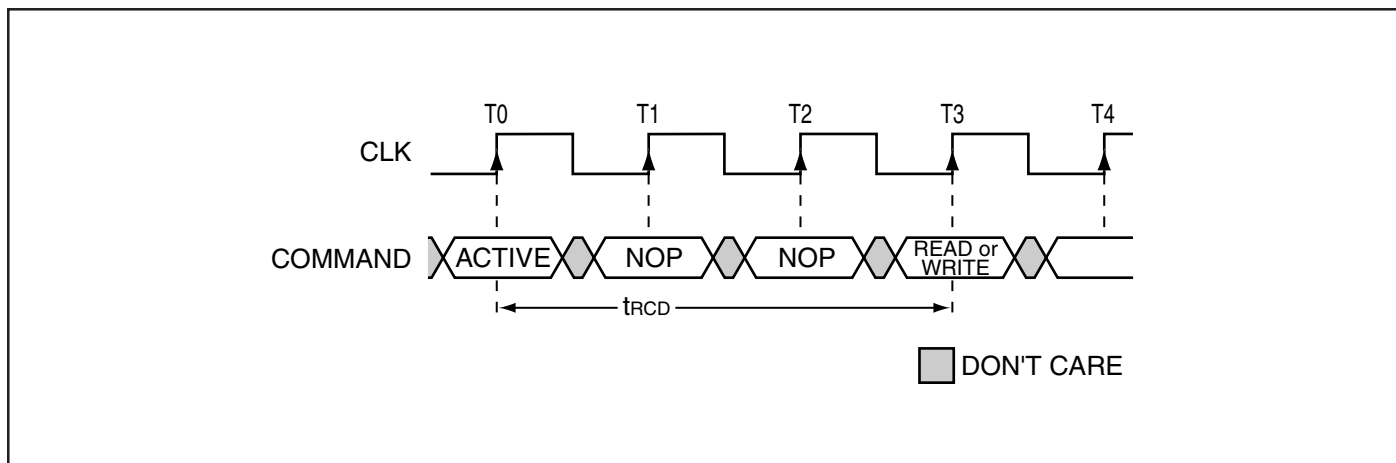 T0 T1 T2 T3 T4
CLK
COMMAND ACTIVE NOP NOP READ or
WRITE
tRCD
DON'T CARE